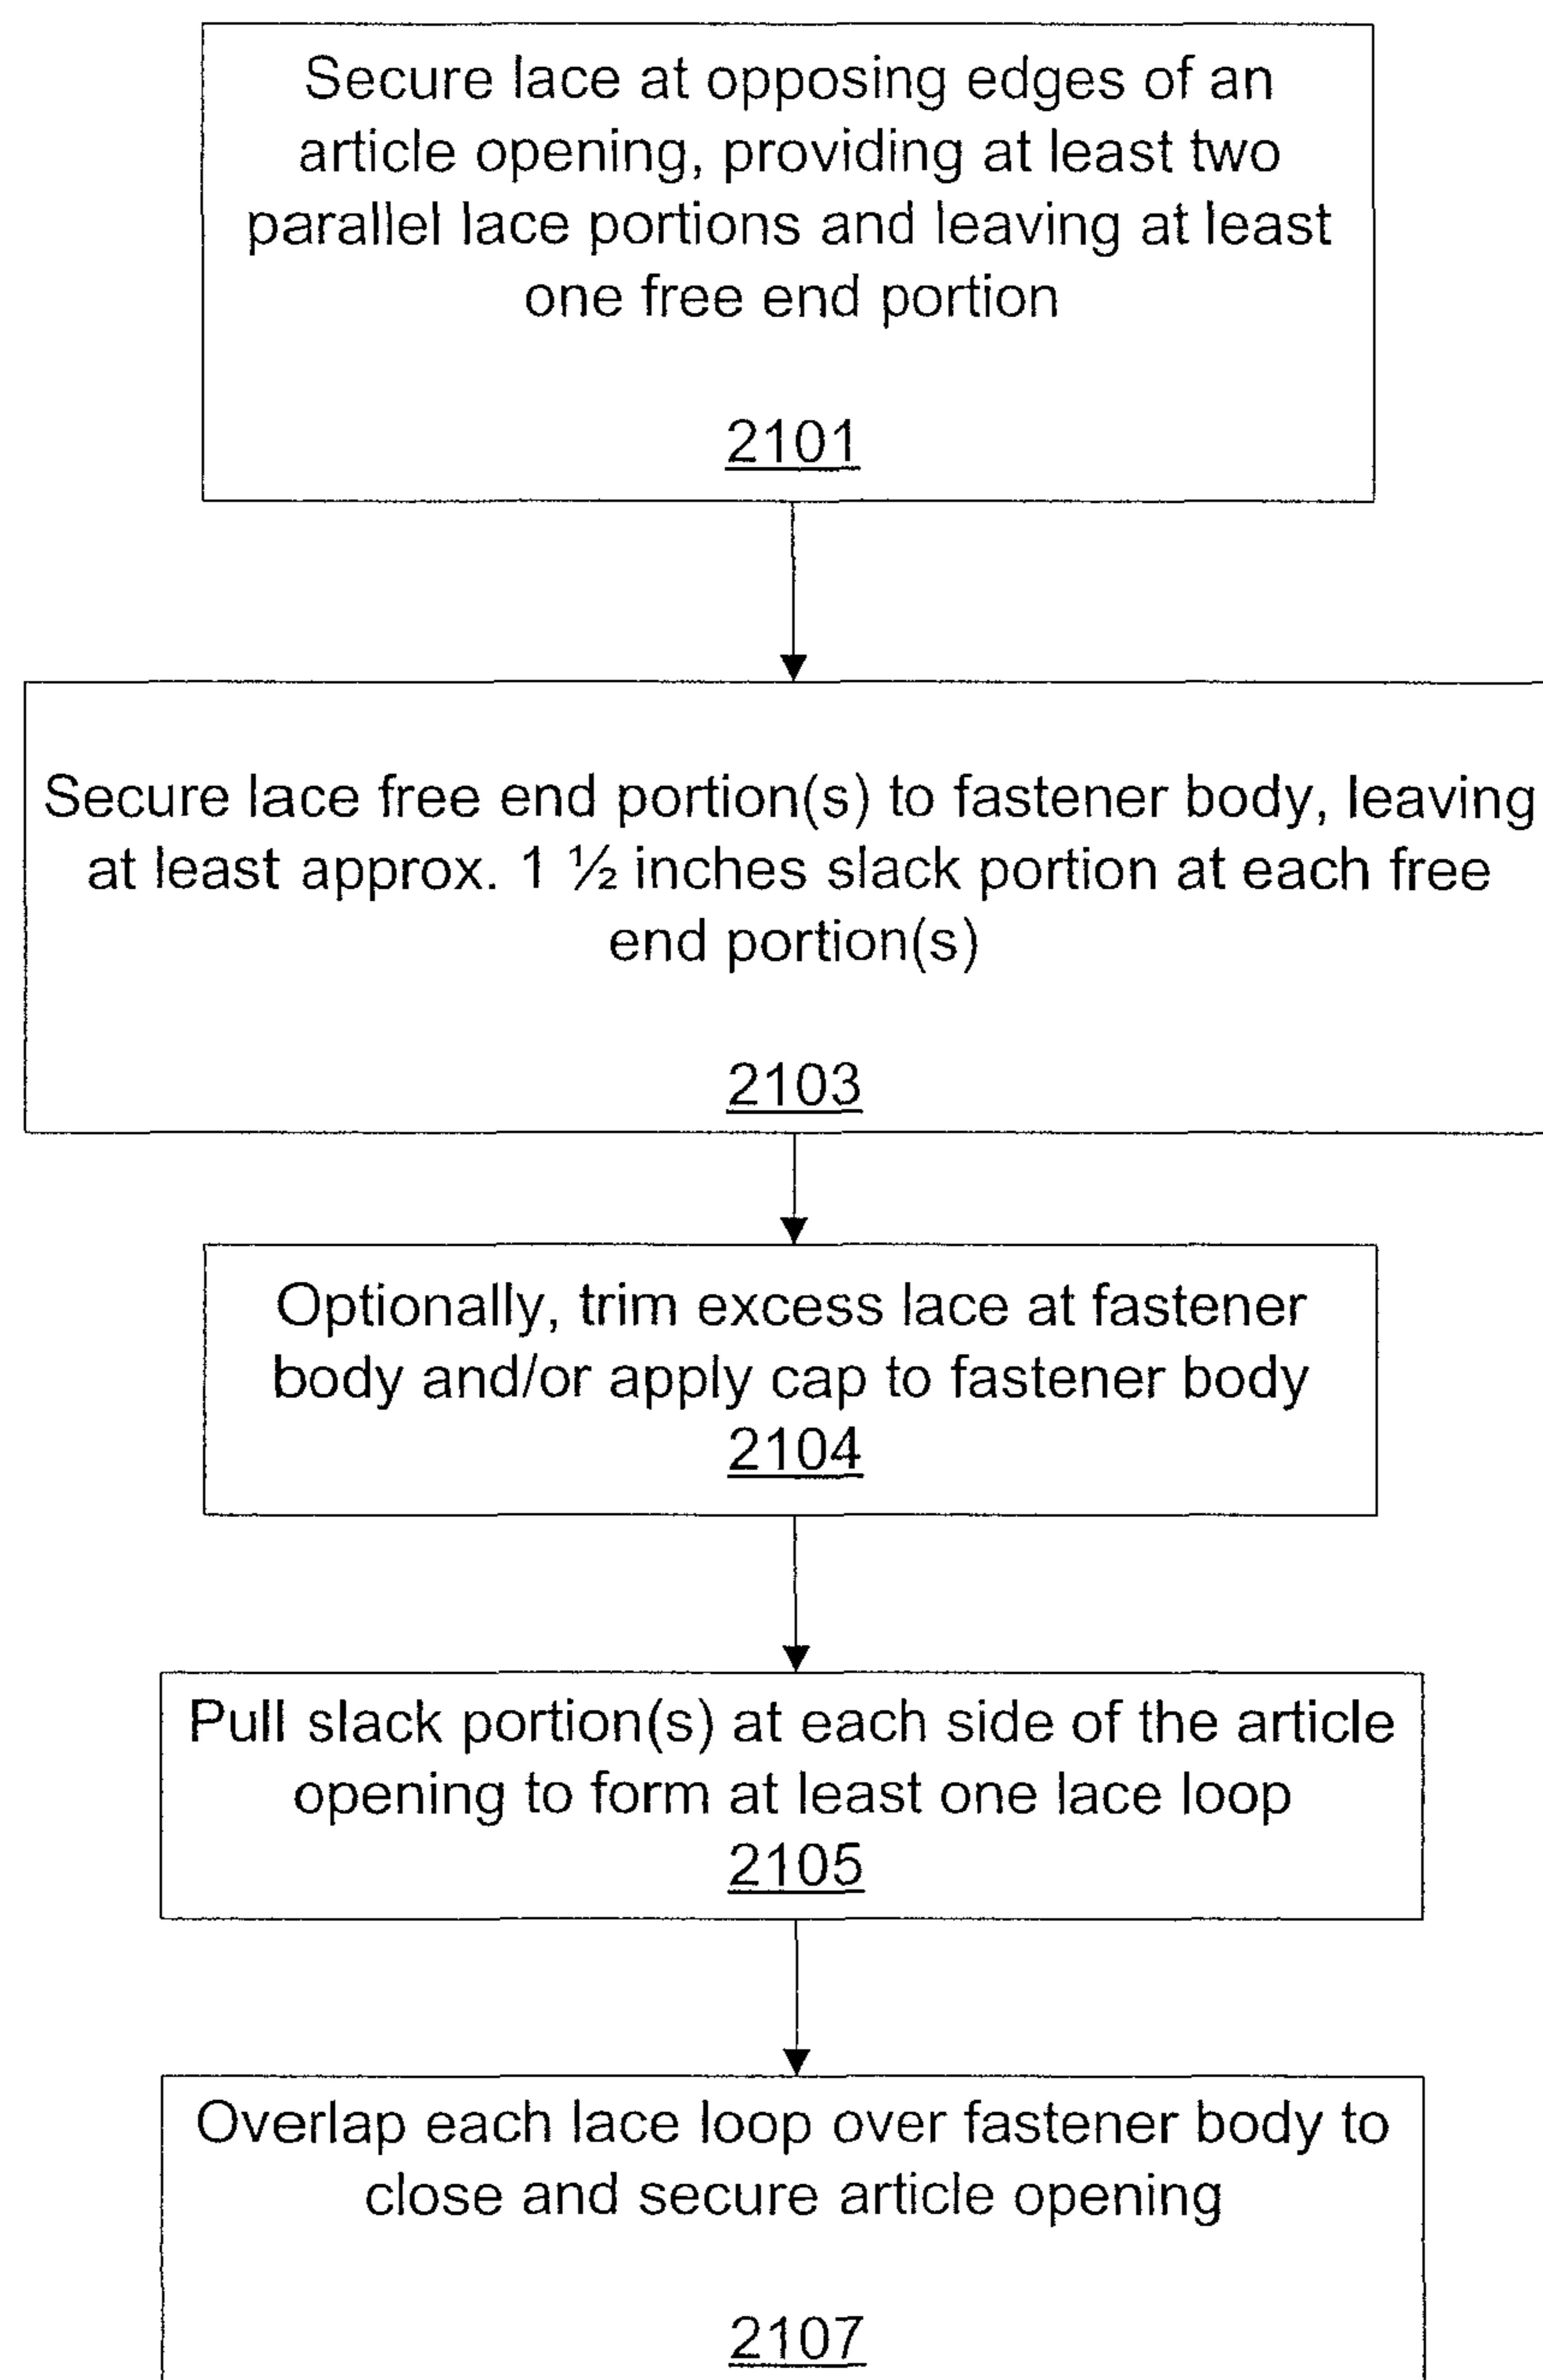 Secure lace at opposing edges of an
article opening, providing at least two
parallel lace portions and leaving at least
one free end portion
2101
Secure lace free end portion(s) to fastener body, leaving
at least approx. 1 ½ inches slack portion at each free
end portion(s)
2103
Optionally, trim excess lace at fastener
body and/or apply cap to fastener body
2104
Pull slack portion(s) at each side of the article
opening to form at least one lace loop
2105
Overlap each lace loop over fastener body to
close and secure article opening
2107